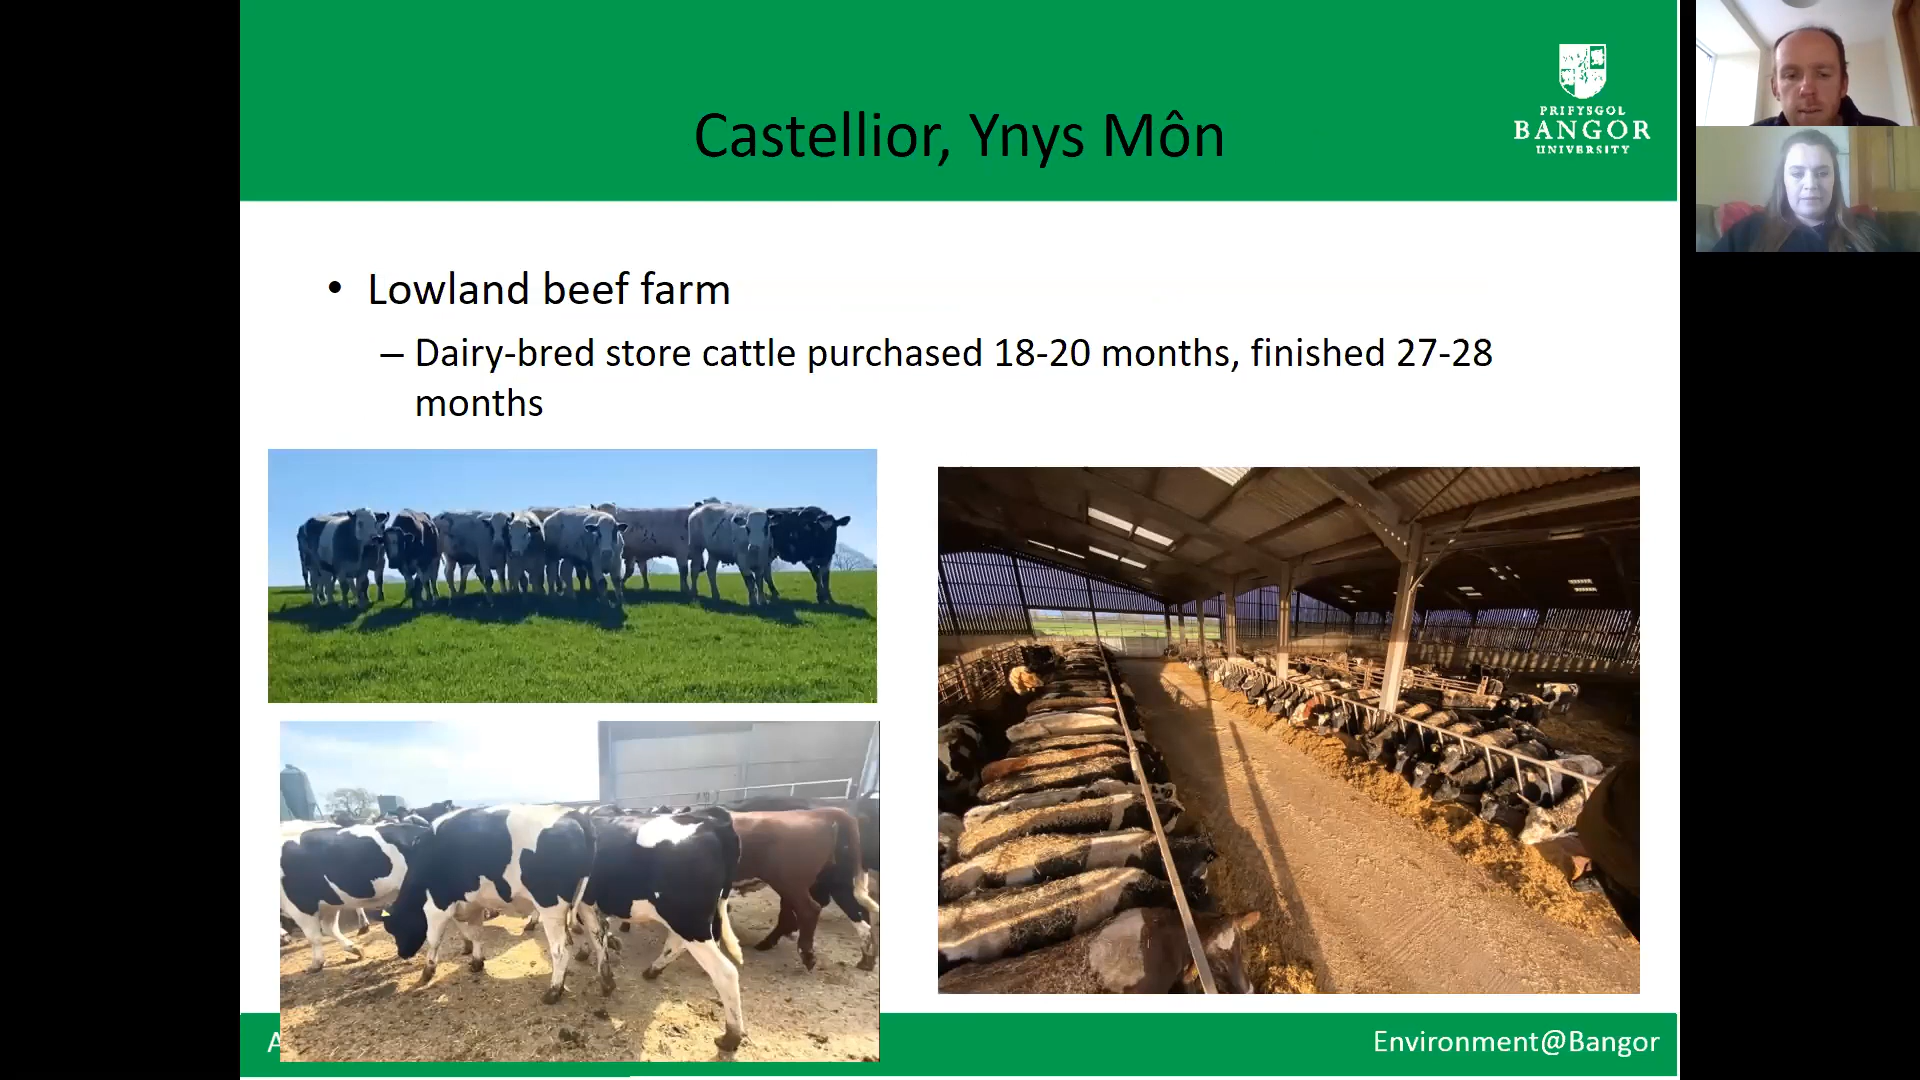 Castellior, Ynys Môn
PRIFYSGOL
BANGOR
UNIVERSITY
• Lowland beef farm
– Dairy-bred store cattle purchased 18-20 months, finished 27-28
months
Environment@Bangor